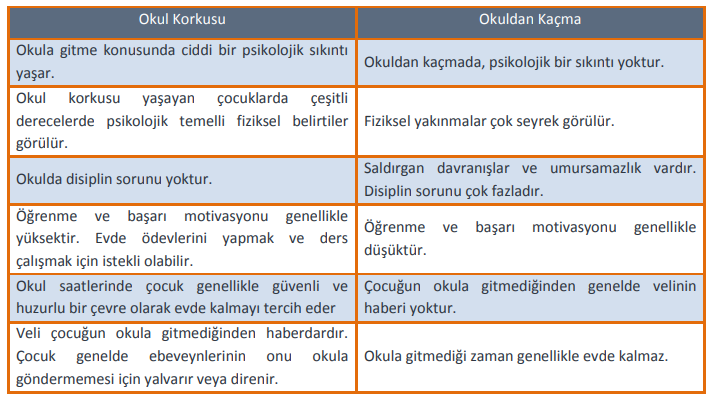 Okul Korkusu
Okuldan Kaçma
Okula gitme konusunda ciddi bir psikolojik sıkıntı
yaşar.
Okuldan kaçmada, psikolojik bir sıkıntı yoktur.
Okul korkusu yaşayan çocuklarda çeşitli
derecelerde psikolojik temelli fiziksel belirtiler
görülür.
Fiziksel yakınmalar çok seyrek görülür.
Okulda disiplin sorunu yoktur.
Saldırgan davranışlar ve umursamazlık vardır.
Disiplin sorunu çok fazladır.
Öğrenme ve başarı motivasyonu genellikle
yüksektir. Evde ödevlerini yapmak ve ders
çalışmak için istekli olabilir.
Öğrenme ve başarı motivasyonu genellikle
düşüktür.
Okul saatlerinde çocuk genellikle güvenli ve
huzurlu bir çevre olarak evde kalmayı tercih eder
Çocuğun okula gitmediğinden genelde velinin
haberi yoktur.
Veli çocuğun okula gitmediğinden haberdardır.
Çocuk genelde ebeveynlerinin onu okula
göndermemesi için yalvarır veya direnir.
Okula gitmediği zaman genellikle evde kalmaz.